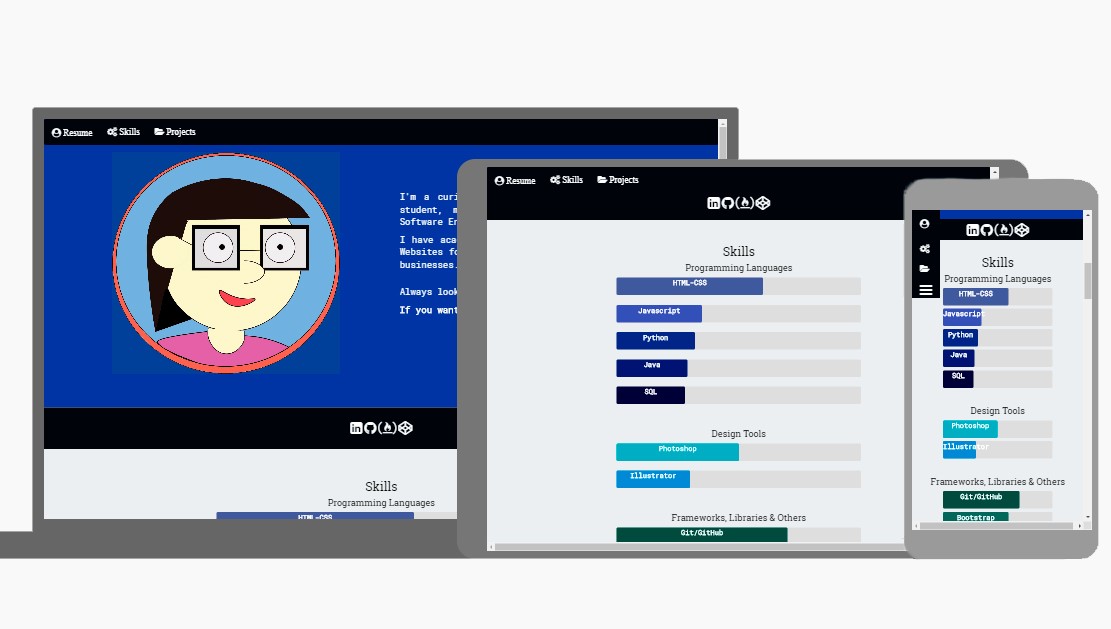 Resume Skills Projects
I'm a curi
student, m
Software En
I have aca
Websites fo
businesses.
Always look
If you want
in
Skills
Programming Languages
HTML-CSS
Resume Skills Projects
in
Skills
Programming Languages
HTML-CSS
Javascript
Python
Java
SQL
Design Tools
Photoshop
Illustrator
Frameworks, Libraries & Others
Git/GitHub
in
Skills
Programming Languages
HTML-CSS
Javascript
Python
Java
SQL
Design Tools
Photoshop
Illustrator
Frameworks, Libraries & Others
Git/GitHub
Bootstrap